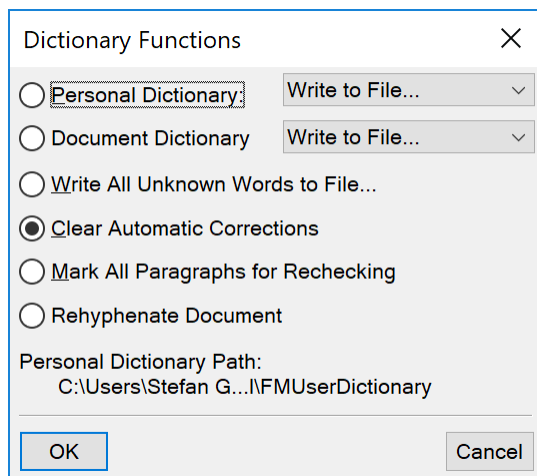 Dictionary Functions
Personal Dictionary: Write to File...
Document Dictionary Write to File...
Write All Unknown Words to File...
Clear Automatic Corrections
Mark All Paragraphs for Rechecking
Rehyphenate Document
Personal Dictionary Path:
C:\Users\Stefan G...l\FMUserDictionary
OK Cancel